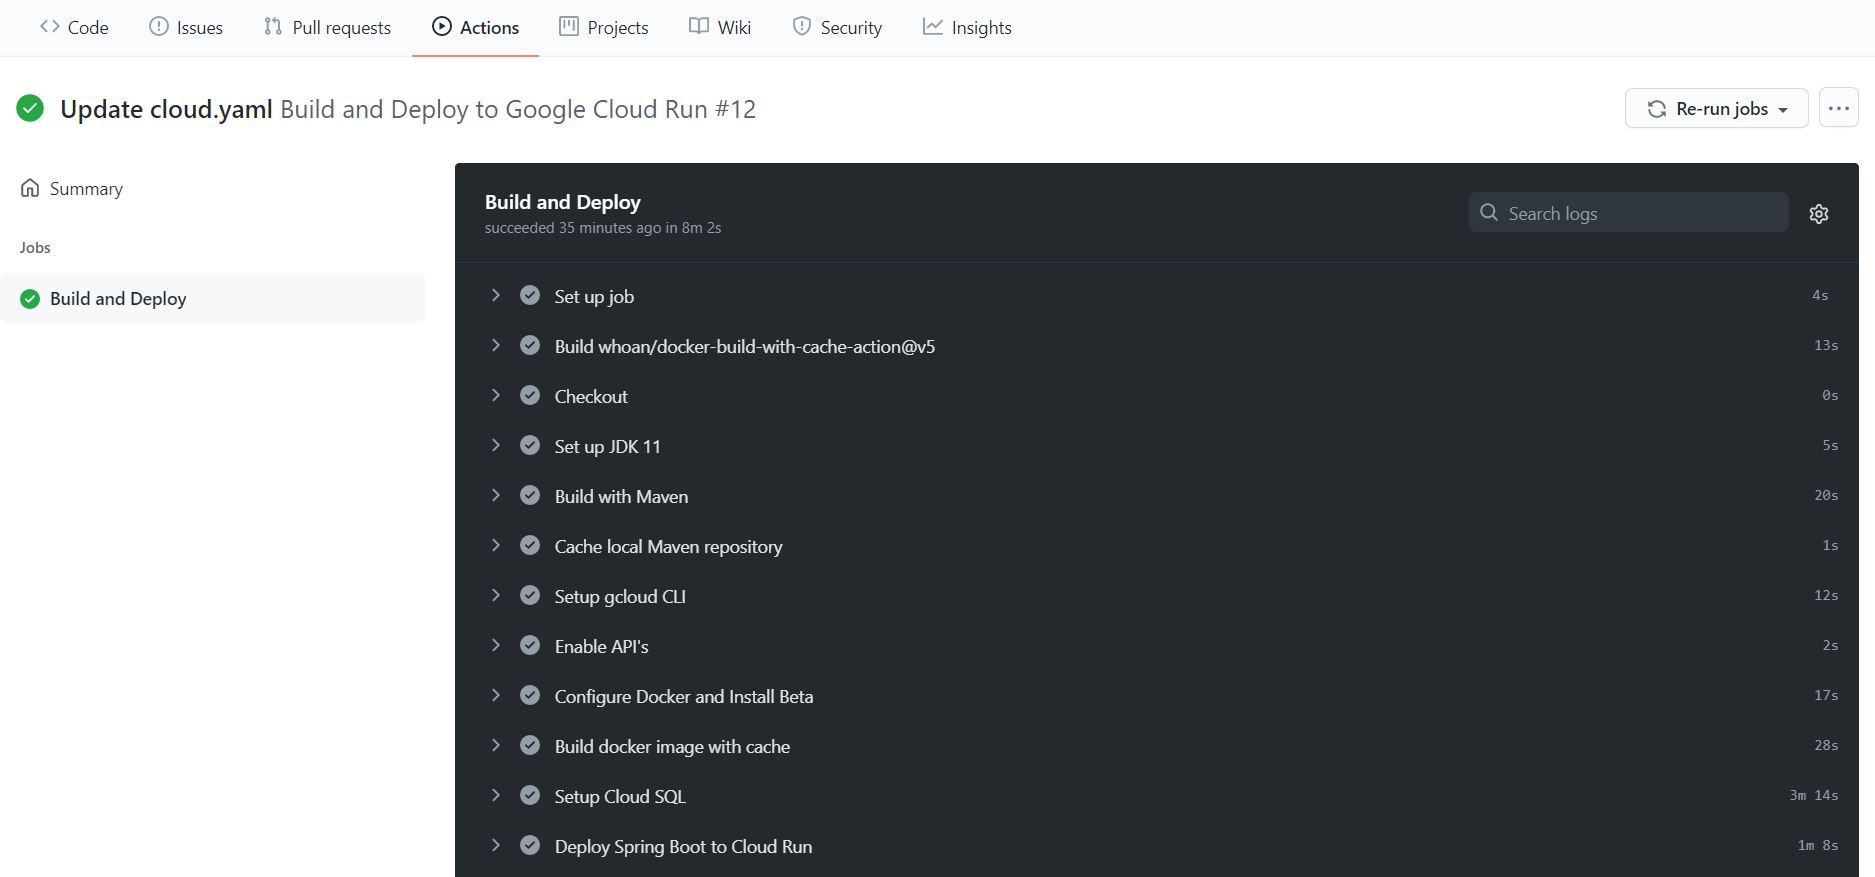 Code Issues Pull requests Actions Projects Wiki Security Insights
Update cloud.yaml Build and Deploy to Google Cloud Run #12
Re-run jobs
Summary
Jobs
Build and Deploy
Build and Deploy
succeeded 35 minutes ago in 8m 2s
Search logs
Set up job 4s
Build whoan/docker-build-with-cache-action@v5 13s
Checkout 0s
Set up JDK 11 5s
Build with Maven 20s
Cache local Maven repository 1s
Setup gcloud CLI 12s
Enable API's 2s
Configure Docker and Install Beta 17s
Build docker image with cache 28s
Setup Cloud SQL 3m 14s
Deploy Spring Boot to Cloud Run 1m 8s